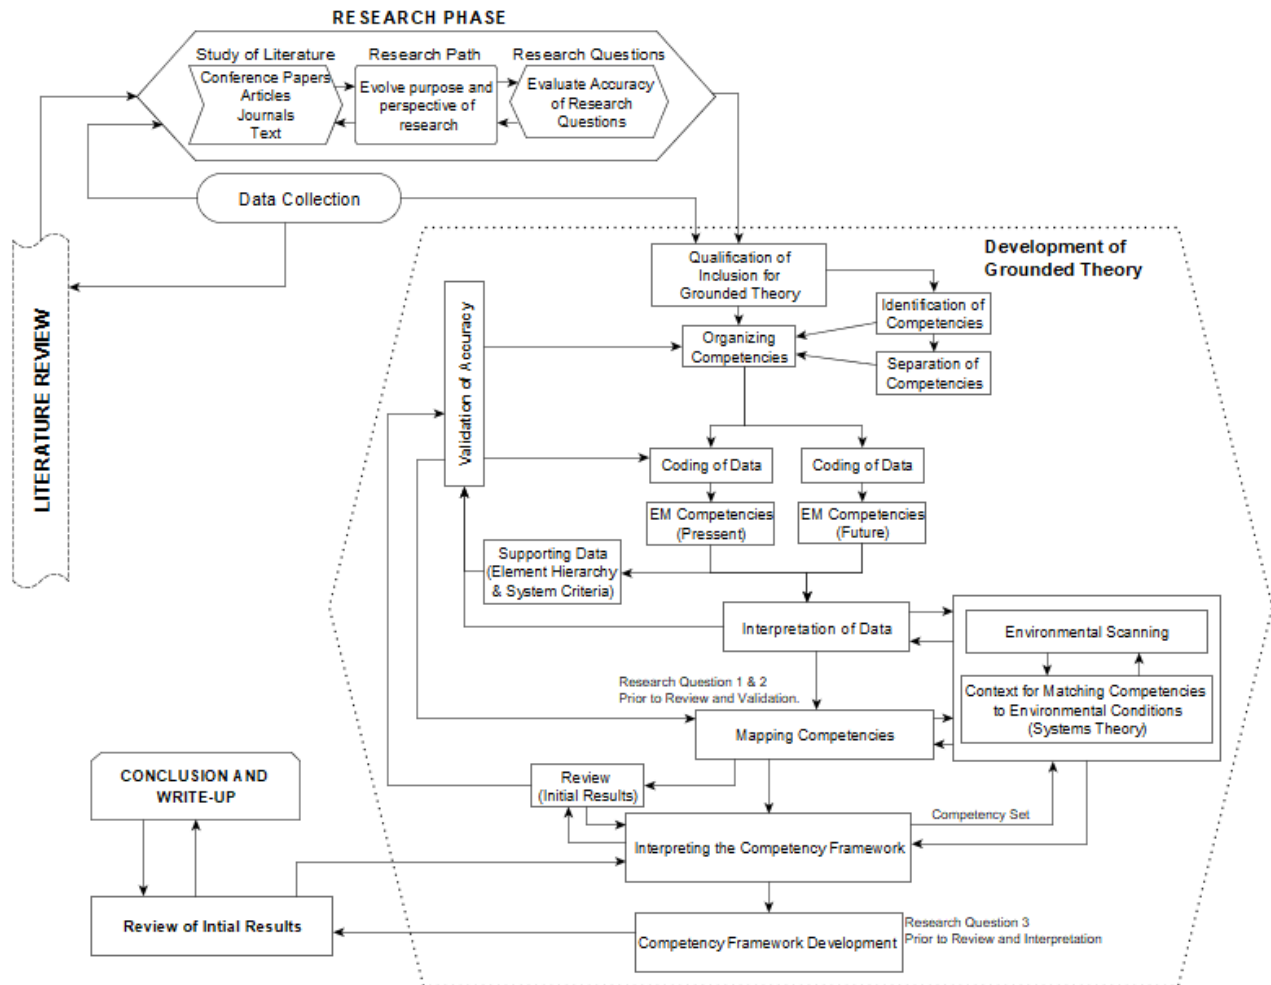 RESEARCH PHASE
Study of Literature
Research Path
Research Questions
Conference Papers
Articles
Journals
Text
Evolve purpose and
perspective of
research
Evaluate Accuracy
of Research
Questions
Data Collection
LITERATURE REVIEW
Development of
Grounded Theory
Qualification of
Inclusion for
Grounded Theory
Identification of
Competencies
Organizing
Competencies
Separation of
Competencies
Validation of Accuracy
Coding of Data
Coding of Data
EM Competencies
(Pressent)
EM Competencies
(Future)
Supporting Data
(Element Hierarchy
& System Criteria)
Interpretation of Data
Environmental Scanning
Context for Matching Competencies
to Environmental Conditions
(Systems Theory)
Research Question 1 & 2
Prior to Review and Validation.
Mapping Competencies
Review
(Initial Results)
Competency Set
Interpreting the Competency Framework
CONCLUSION AND
WRITE-UP
Review of Intial Results
Competency Framework Development
Research Question 3
Prior to Review and Interpretation